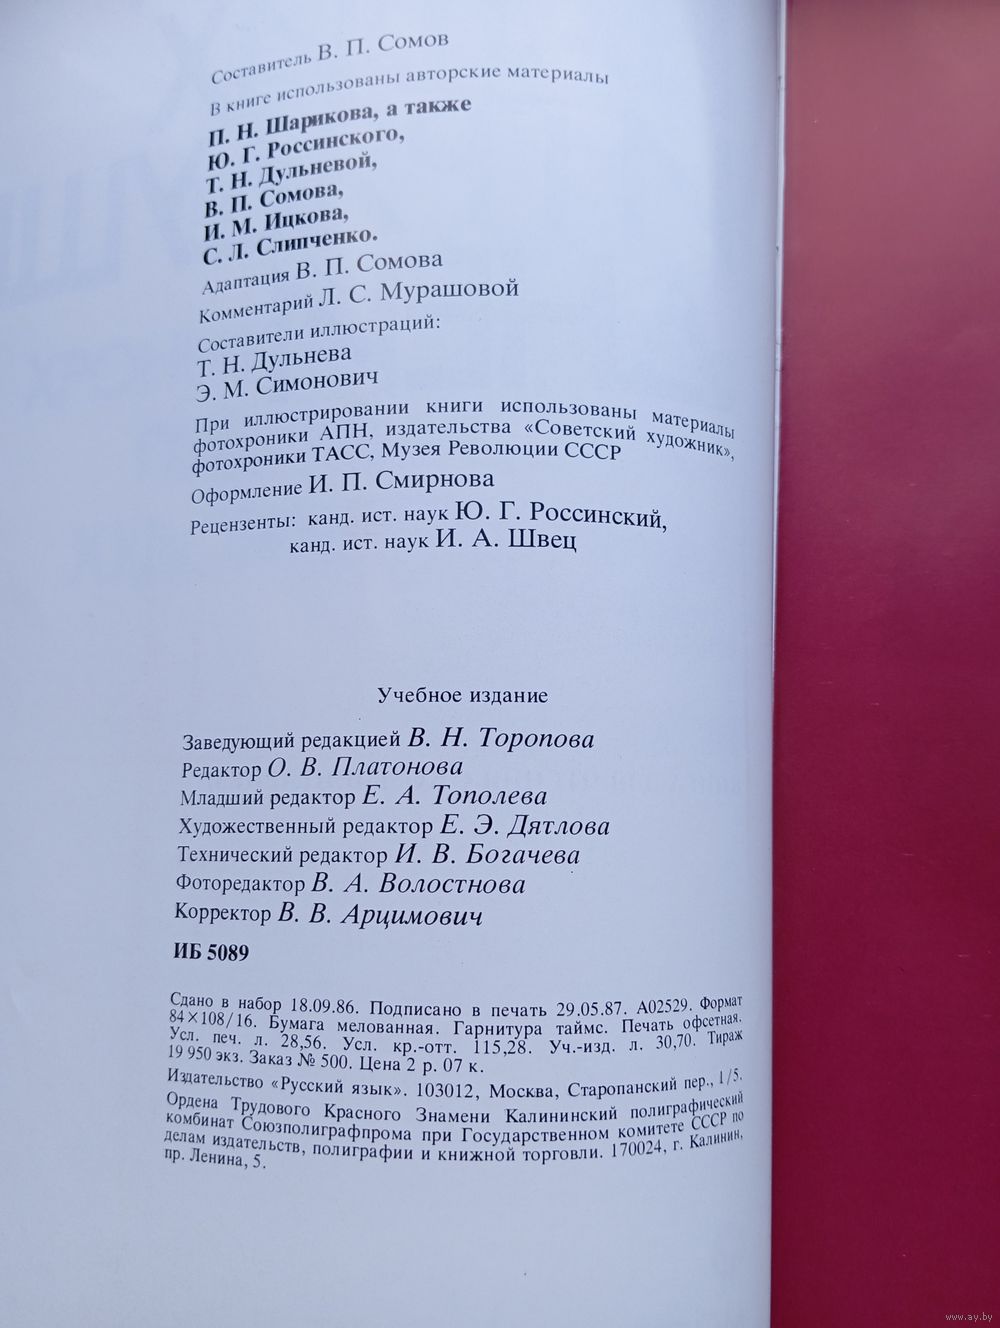 Составитель В. П. Сомов
В книге использованы авторские материалы
П. Н. Шарикова, а также
Ю. Г. Россинского,
Т. Н. Дульневой,
В. П. Сомова,
И. М. Ицкова,
С. Л. Слипченко.
Адаптация В. П. Сомова
Комментарий Л. С. Мурашовой
Составители иллюстраций:
Т. Н. Дульнева
Э. М. Симонович
При иллюстрировании книги использованы материалы
фотохроники АПН, издательства «Советский художник»,
фотохроники ТАСС, Музея Революции СССР
Оформление И. П. Смирнова
Рецензенты: канд. ист. наук Ю. Г. Россинский,
канд. ист. наук И. А. Швец
Учебное издание
Заведующий редакцией В. Н. Торопова
Редактор О. В. Платонова
Младший редактор Е. А. Тополева
Художественный редактор Е. Э. Дятлова
Технический редактор И. В. Богачева
Фоторедактор В. А. Волостнова
Корректор В. В. Арцимович
ИБ 5089
Сдано в набор 18.09.86. Подписано в печать 29.05.87. А02529. Формат
84×108/16. Бумага мелованная. Гарнитура таймс. Печать офсетная.
Усл. печ. л. 28,56. Усл. кр.-отт. 115,28. Уч.-изд. л. 30,70. Тираж
19 950 экз. Заказ № 500. Цена 2 р. 07 к.
Издательство «Русский язык». 103012, Москва, Старопанский пер., 1/5.
Ордена Трудового Красного Знамени Калининский полиграфический
комбинат Союзполиграфпрома при Государственном комитете СССР по
делам издательств, полиграфии и книжной торговли. 170024, г. Калинин,
пр. Ленина, 5.
www.ay.by